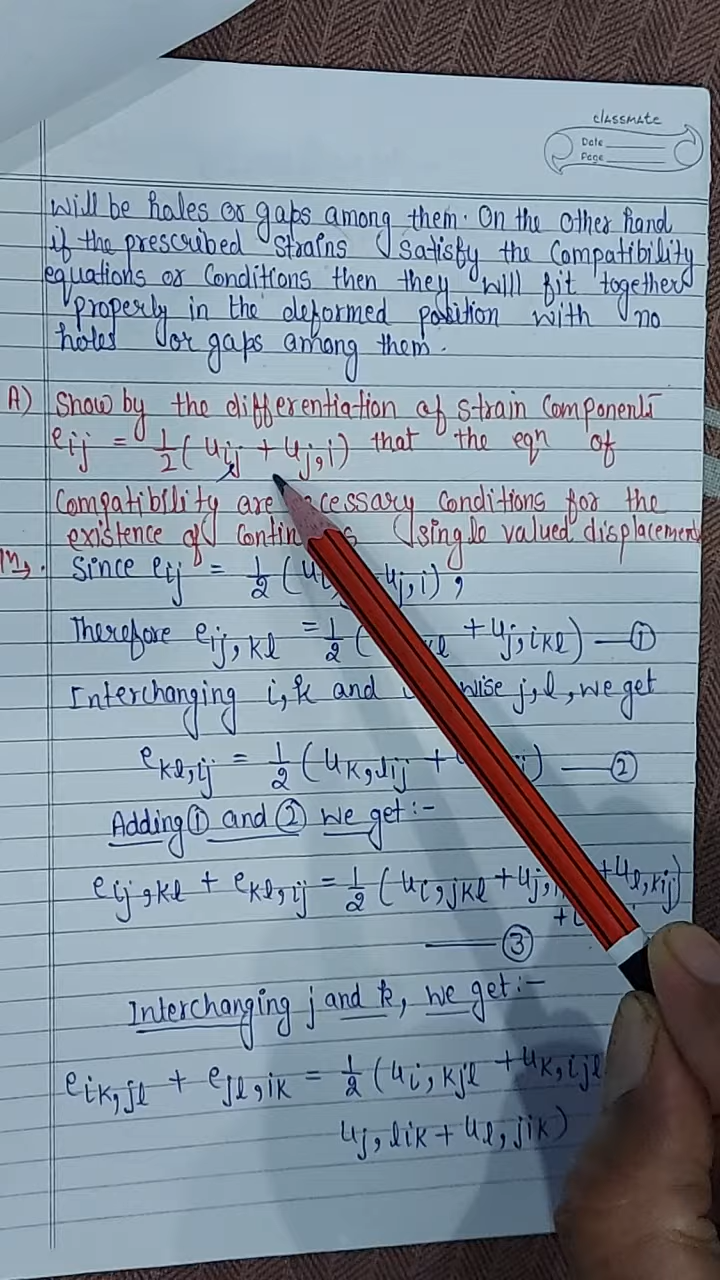 classmate
Date
Page
will be holes or gaps among them. On the other hand
if the prescribed strains satisfy the compatibility
equations or conditions then they will fit together
properly in the deformed position with no
holes or gaps among them.
A) Show by the differentiation of strain components
eij = 1/2 (ui,j + uj,i) that the eqn of
Compatibility are necessary conditions for the
existence of single valued displacement
Since eij = 1/2 ( uj,i),
Therefore eij,kl = 1/2 ( + uj,ikl) — ①
Interchanging i, k and j, l, we get
ekl,ij = 1/2 (uk,lij + ) — ②
Adding ① and ② we get:-
eij,kl + ekl,ij = 1/2 (ui,jkl + uj, + ul,kij)
— ③
Interchanging j and k, we get:-
eik,jl + ejl,ik = 1/2 (ui,kjl + uk,ijl
uj,lik + ul,jik)